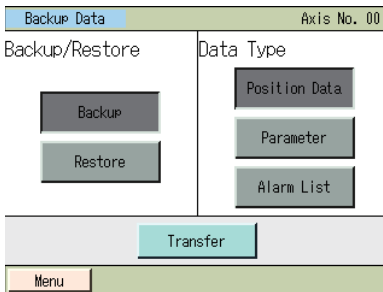 Backup Data
Axis No. 00
Backup/Restore
Data Type
Backup
Restore
Position Data
Parameter
Alarm List
Transfer
Menu